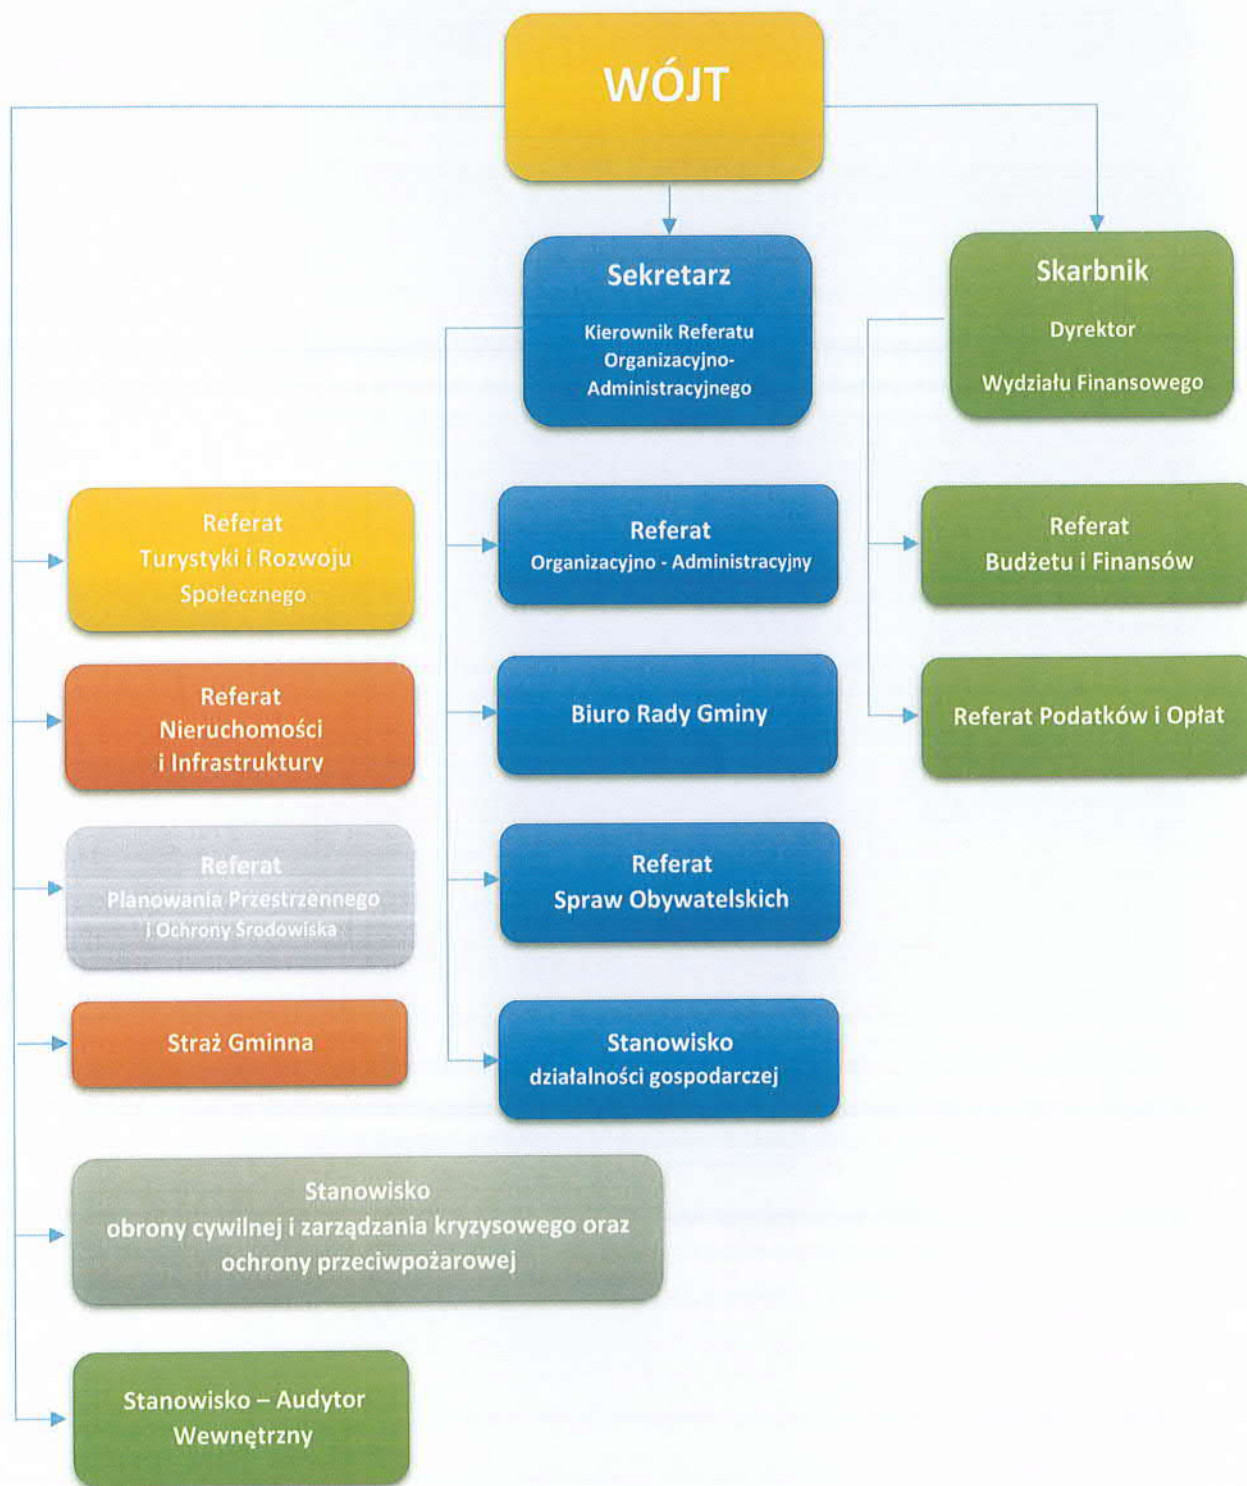 WÓJT
Sekretarz
Kierownik Referatu
Organizacyjno-
Administracyjnego
Skarbnik
Dyrektor
Wydziału Finansowego
Referat
Turystyki i Rozwoju
Społecznego
Referat
Nieruchomości
i Infrastruktury
Referat
Planowania Przestrzennego
i Ochrony Środowiska
Straż Gminna
Stanowisko
obrony cywilnej i zarządzania kryzysowego oraz
ochrony przeciwpożarowej
Stanowisko – Audytor
Wewnętrzny
Referat
Organizacyjno - Administracyjny
Biuro Rady Gminy
Referat
Spraw Obywatelskich
Stanowisko
działalności gospodarczej
Referat
Budżetu i Finansów
Referat Podatków i Opłat